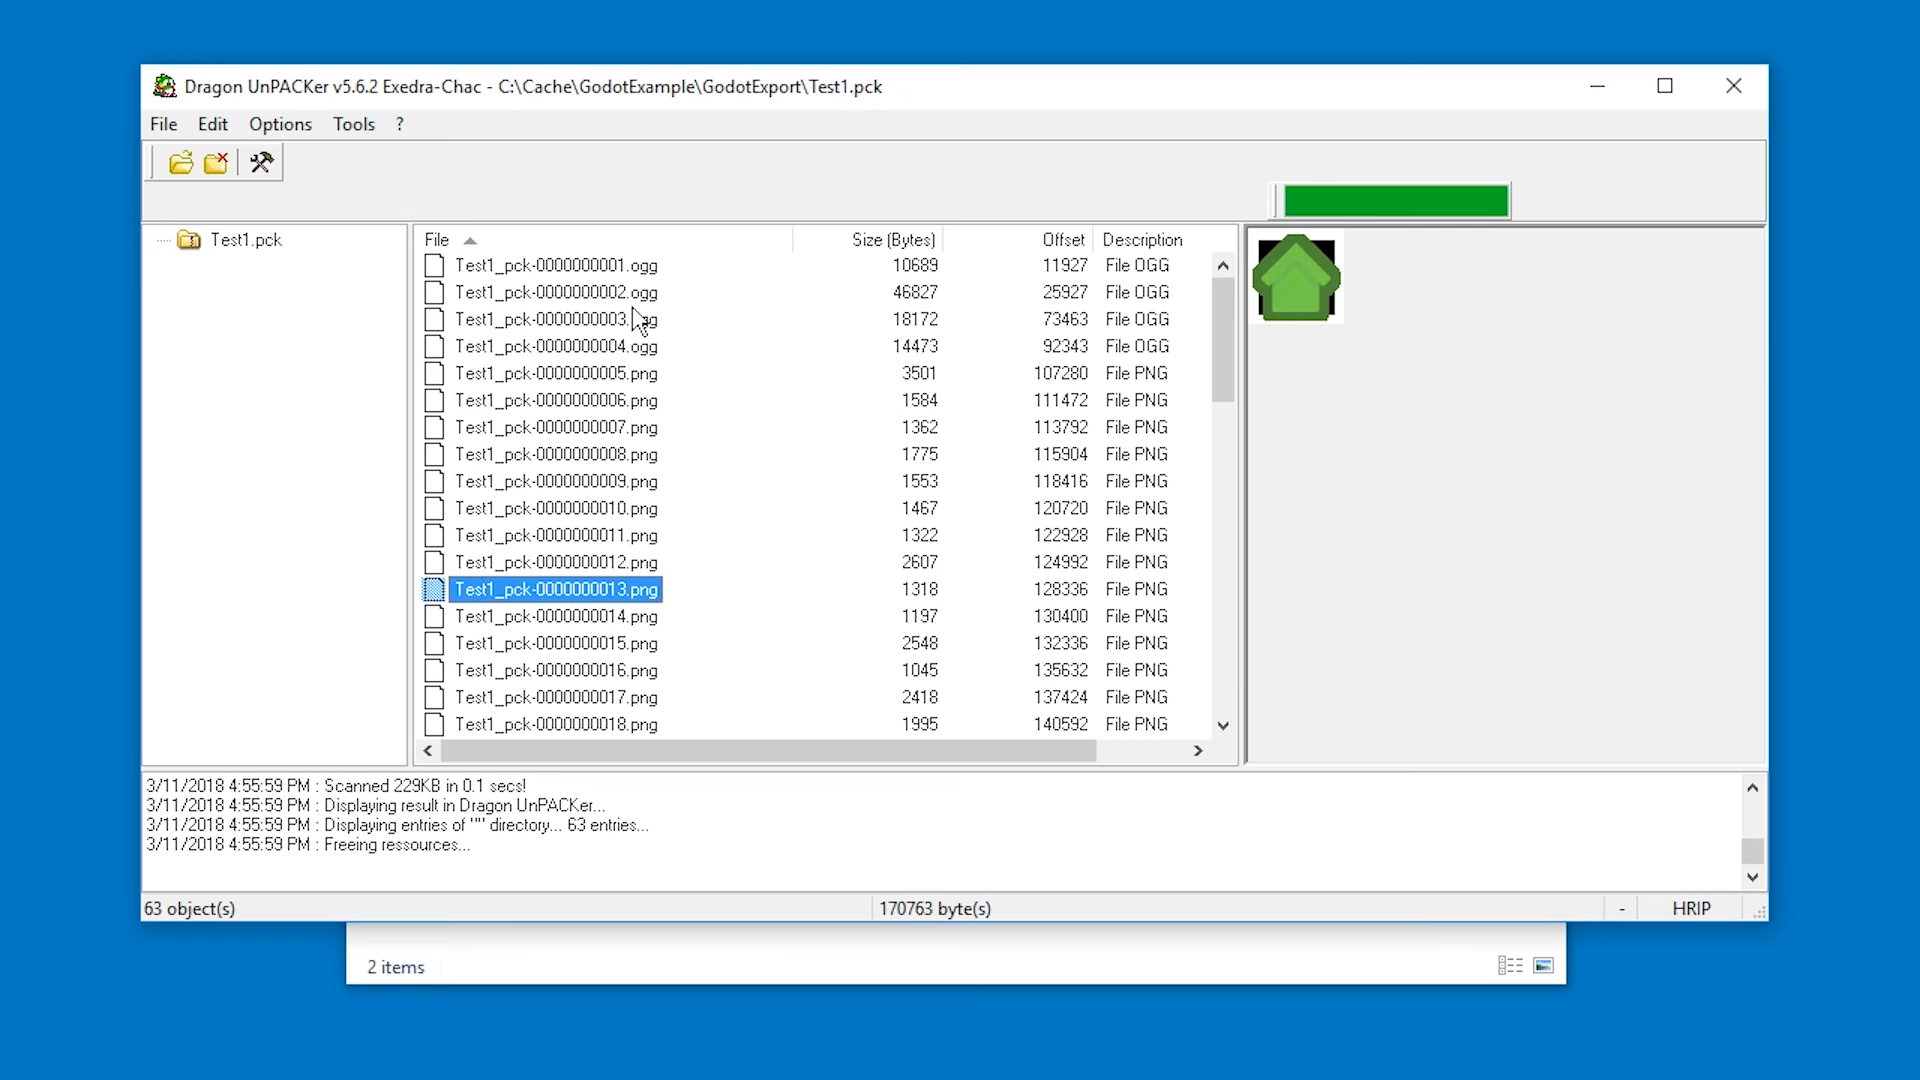 Dragon UnPACKer v5.6.2 Exedra-Chac - C:\Cache\GodotExample\GodotExport\Test1.pck
File Edit Options Tools ?
Test1.pck
File Size (Bytes) Offset Description
Test1_pck-0000000001.ogg 10689 11927 File OGG
Test1_pck-0000000002.ogg 46827 25927 File OGG
Test1_pck-0000000003.ogg 18172 73463 File OGG
Test1_pck-0000000004.ogg 14473 92343 File OGG
Test1_pck-0000000005.png 3501 107280 File PNG
Test1_pck-0000000006.png 1584 111472 File PNG
Test1_pck-0000000007.png 1362 113792 File PNG
Test1_pck-0000000008.png 1775 115904 File PNG
Test1_pck-0000000009.png 1553 118416 File PNG
Test1_pck-0000000010.png 1467 120720 File PNG
Test1_pck-0000000011.png 1322 122928 File PNG
Test1_pck-0000000012.png 2607 124992 File PNG
Test1_pck-0000000013.png 1318 128336 File PNG
Test1_pck-0000000014.png 1197 130400 File PNG
Test1_pck-0000000015.png 2548 132336 File PNG
Test1_pck-0000000016.png 1045 135632 File PNG
Test1_pck-0000000017.png 2418 137424 File PNG
Test1_pck-0000000018.png 1995 140592 File PNG
3/11/2018 4:55:59 PM : Scanned 229KB in 0.1 secs!
3/11/2018 4:55:59 PM : Displaying result in Dragon UnPACKer...
3/11/2018 4:55:59 PM : Displaying entries of "" directory... 63 entries...
3/11/2018 4:55:59 PM : Freeing ressources...
63 object(s) 170763 byte(s) - HRIP
2 items